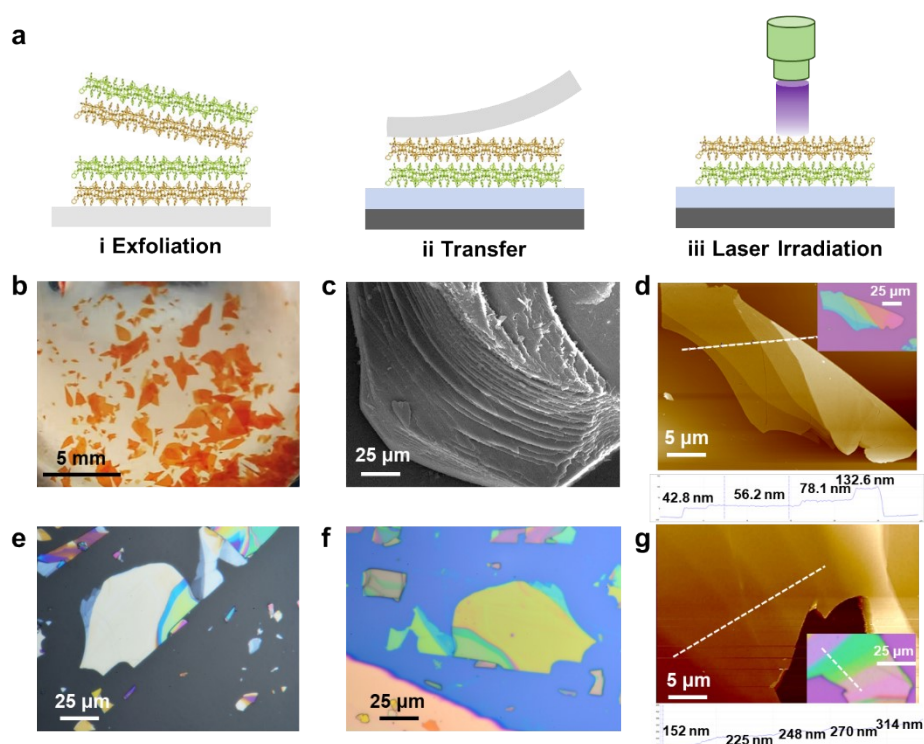 a
i Exfoliation
ii Transfer
iii Laser Irradiation
b
c
d
5 mm
25 μm
25 μm
5 μm
42.8 nm
56.2 nm
78.1 nm
132.6 nm
e
f
g
25 μm
25 μm
25 μm
5 μm
152 nm
225 nm
248 nm
270 nm
314 nm